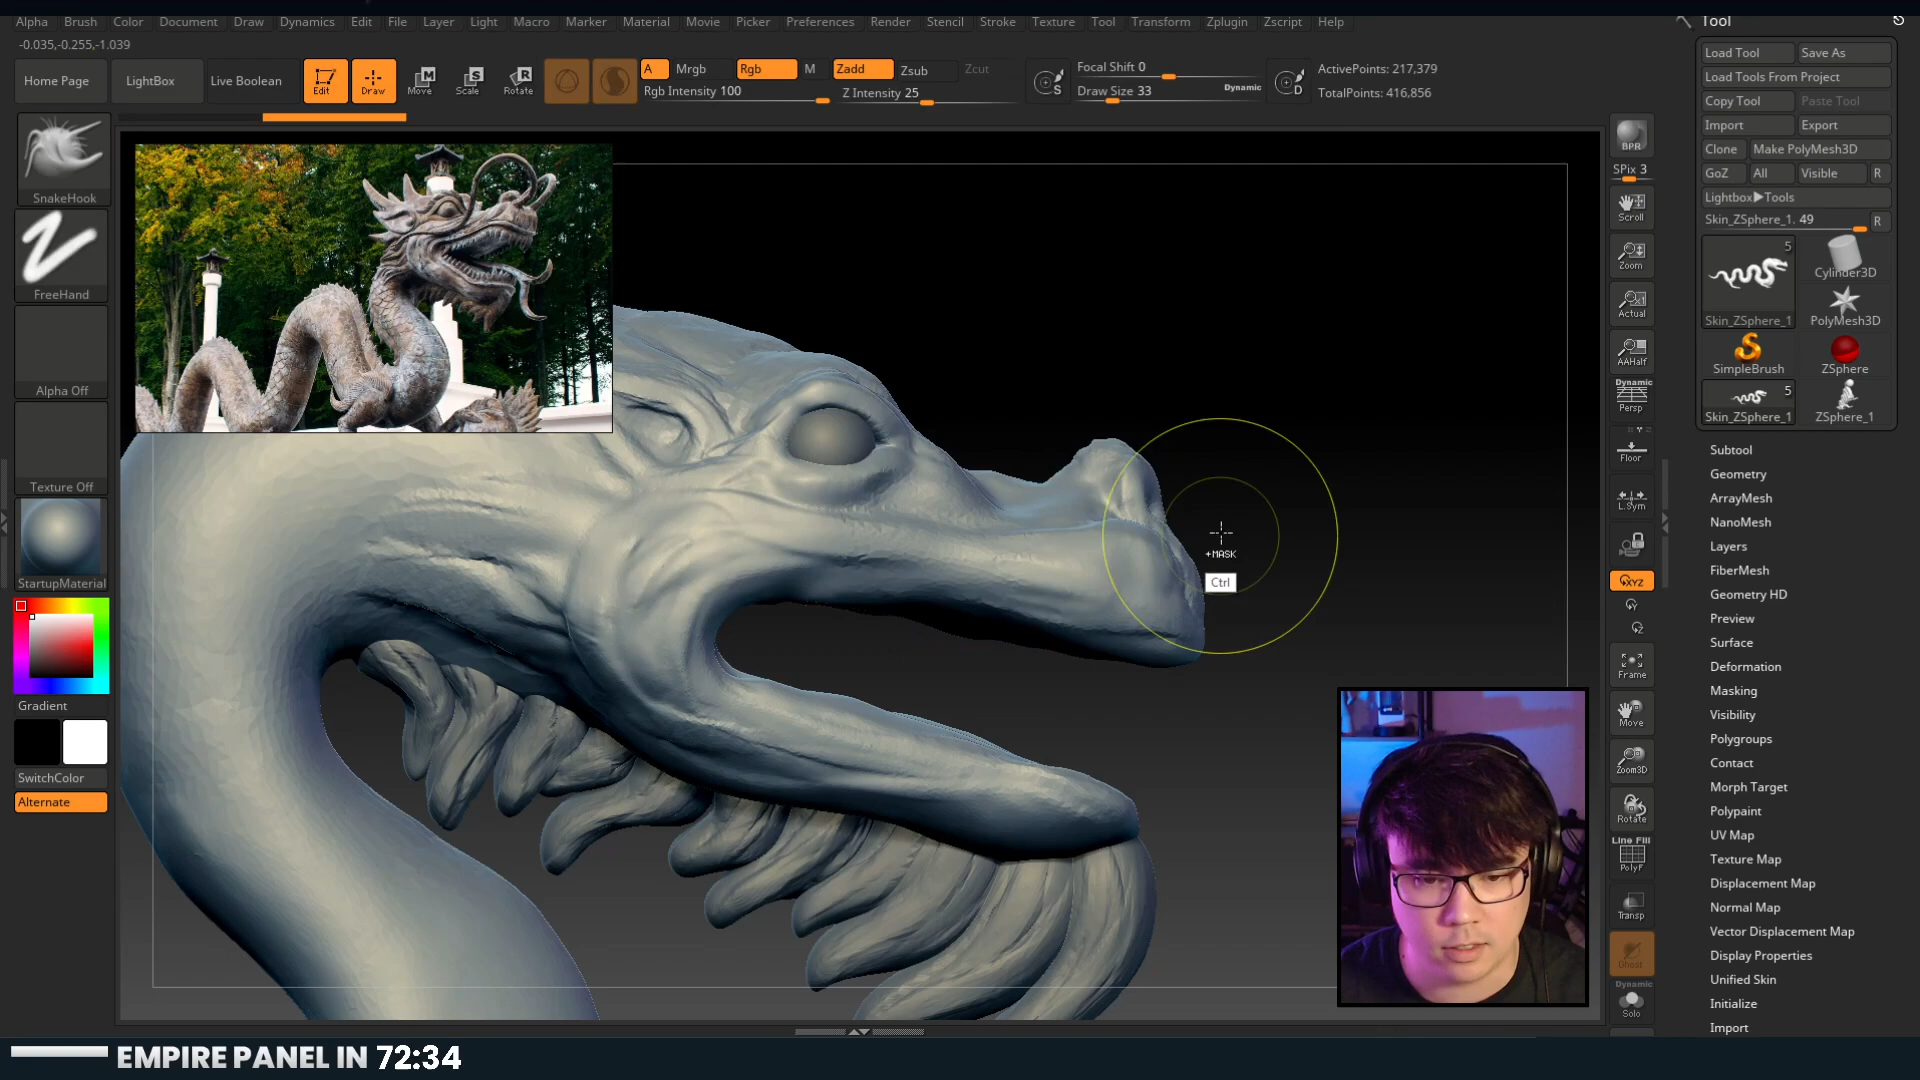 Alpha Brush Color Document Draw Dynamics Edit File Layer Light Macro Marker Material Movie Picker Preferences Render Stencil Stroke Texture Tool Transform Zplugin Zscript Help
-0.035,-0.255,-1.039
Home Page
LightBox
Live Boolean
Edit
Draw
Move
Scale
Rotate
A
Mrgb
Rgb
M
Zadd
Zsub
Zcut
Rgb Intensity 100
Z Intensity 25
S
Focal Shift 0
Draw Size 33
Dynamic
D
ActivePoints: 217,379
TotalPoints: 416,856
SnakeHook
FreeHand
Alpha Off
Texture Off
StartupMaterial
Gradient
SwitchColor
Alternate
+MASK
Ctrl
BPR
SPix 3
Scroll
Zoom
Actual
AAHalf
Dynamic
Persp
Floor
L.Sym
XYZ
Frame
Move
Zoom3D
Rotate
Line Fill
PolyF
Transp
Ghost
Dynamic
Solo
Tool
Load Tool
Save As
Load Tools From Project
Copy Tool
Paste Tool
Import
Export
Clone
Make PolyMesh3D
GoZ
All
Visible
R
Lightbox▶Tools
Skin_ZSphere_1. 49
R
5
Skin_ZSphere_1
Cylinder3D
PolyMesh3D
SimpleBrush
ZSphere
5
Skin_ZSphere_1
ZSphere_1
Subtool
Geometry
ArrayMesh
NanoMesh
Layers
FiberMesh
Geometry HD
Preview
Surface
Deformation
Masking
Visibility
Polygroups
Contact
Morph Target
Polypaint
UV Map
Texture Map
Displacement Map
Normal Map
Vector Displacement Map
Display Properties
Unified Skin
Initialize
Import
EMPIRE PANEL IN 72:34